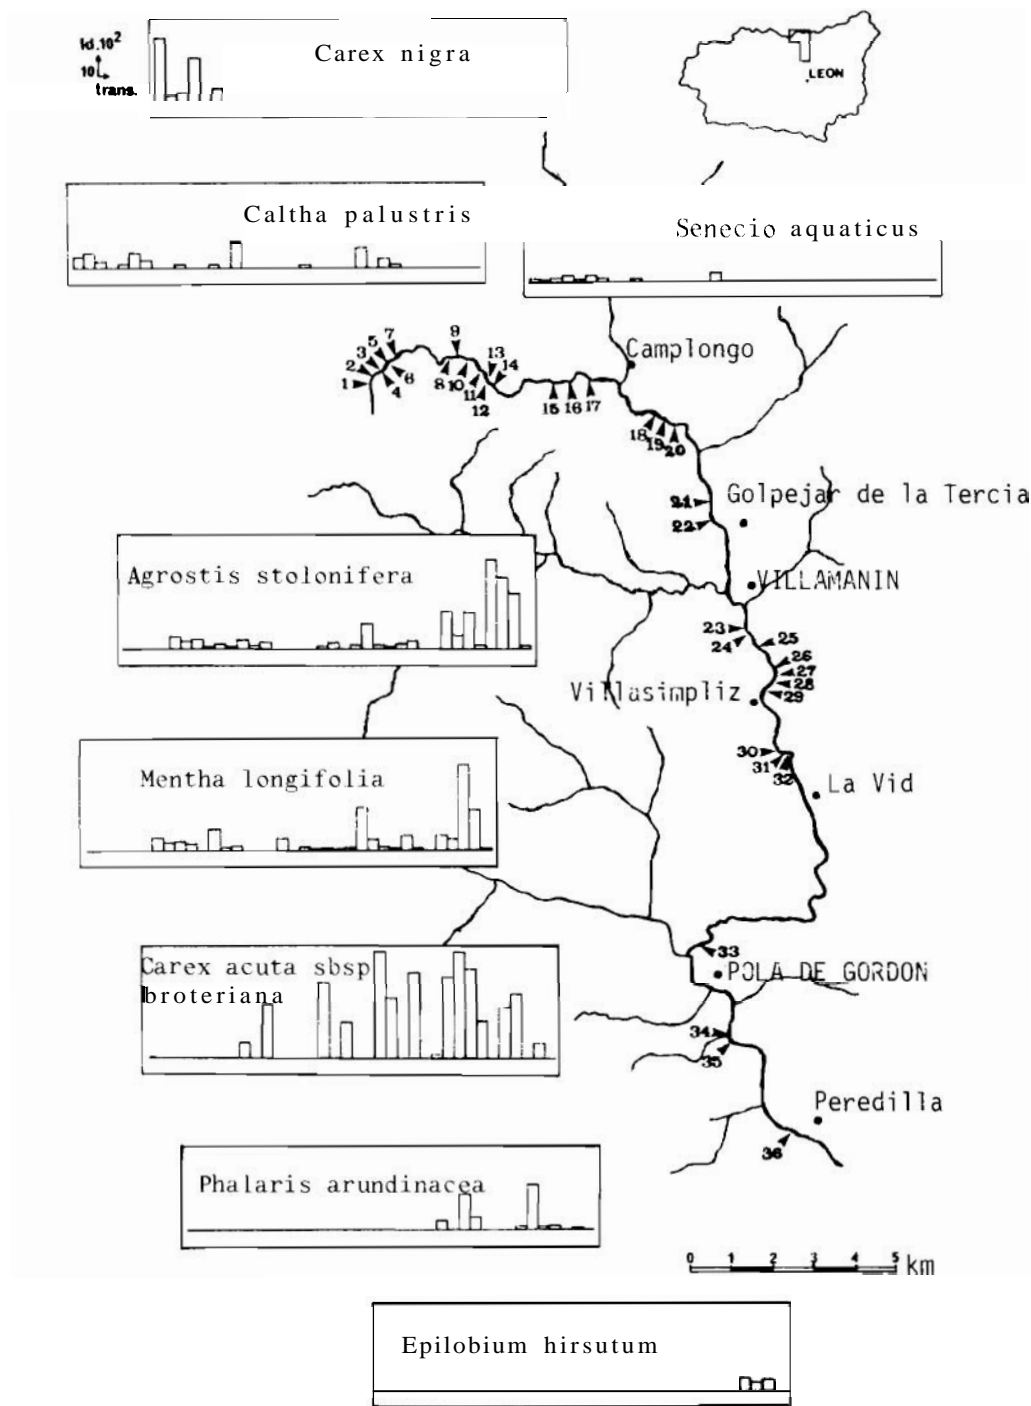 Id.10²
10
trans.
Carex nigra
LEON
Caltha palustris
Senecio aquaticus
Camplongo
1
2
3
5
7
4
6
9
8
10
11
12
13
14
15
16
17
18
19
20
21
22
Golpejar de la Tercia
VILLAMANIN
Agrostis stolonifera
23
24
25
26
27
28
29
Villasimpliz
30
31
32
La Vid
Mentha longifolia
Carex acuta sbsp
broteriana
33
POLA DE GORDON
34
35
Peredilla
36
Phalaris arundinacea
0 1 2 3 4 5 km
Epilobium hirsutum